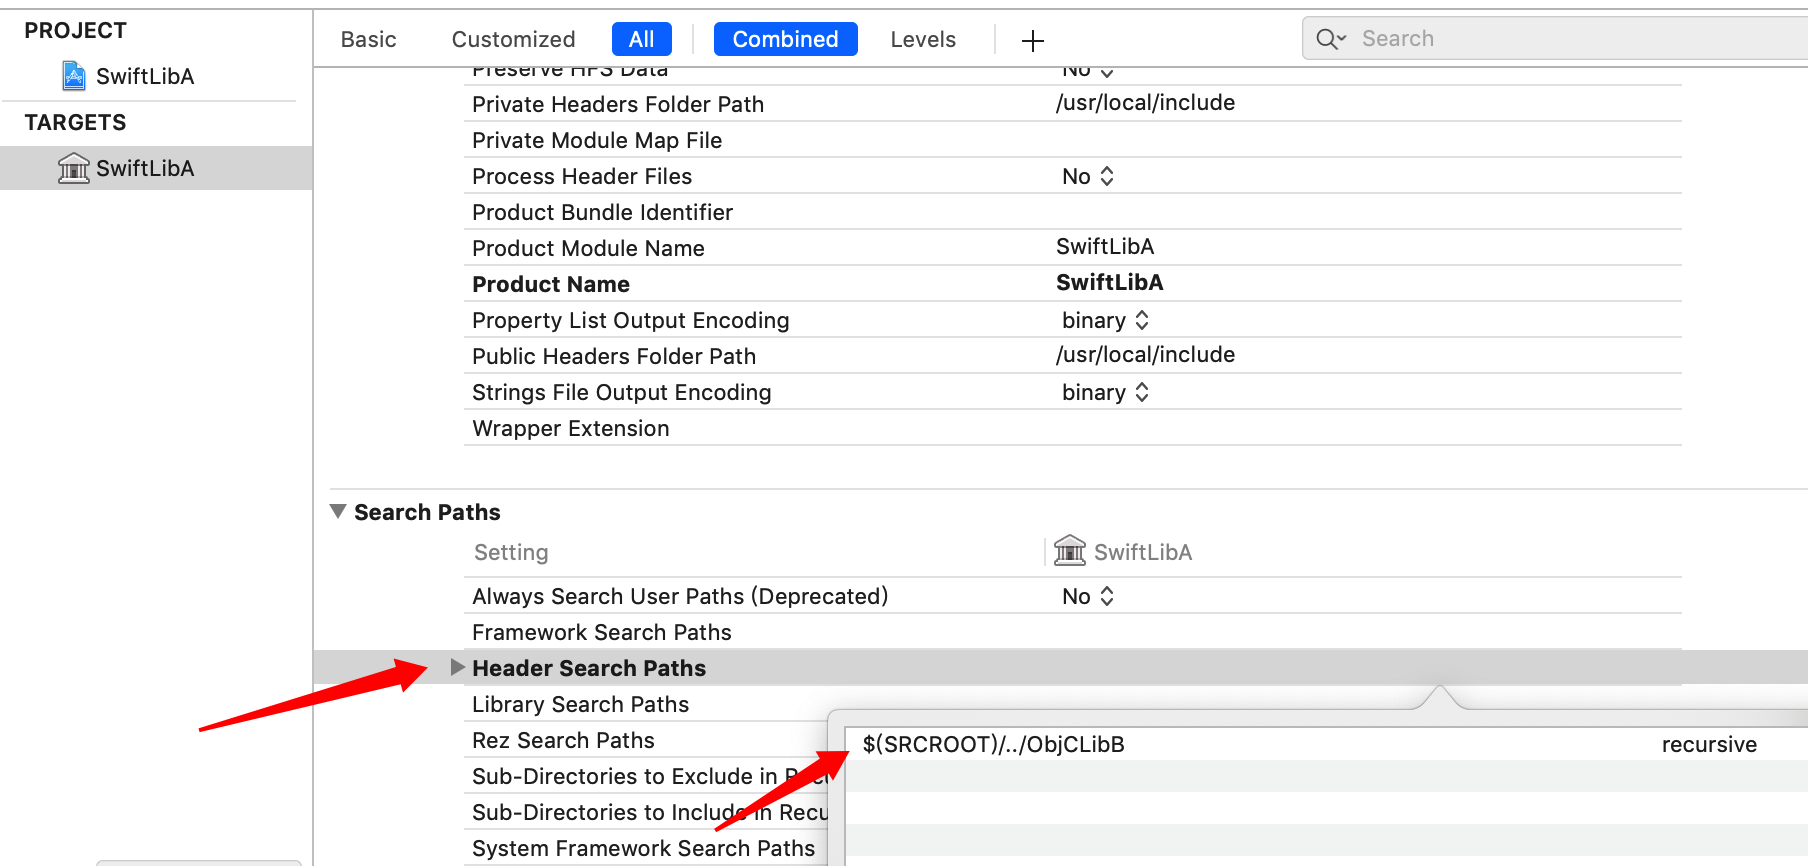 PROJECT
SwiftLibA
TARGETS
SwiftLibA
Basic Customized All Combined Levels + Search
Preserve HFS Data No
Private Headers Folder Path /usr/local/include
Private Module Map File
Process Header Files No
Product Bundle Identifier
Product Module Name SwiftLibA
Product Name SwiftLibA
Property List Output Encoding binary
Public Headers Folder Path /usr/local/include
Strings File Output Encoding binary
Wrapper Extension
Search Paths
Setting SwiftLibA
Always Search User Paths (Deprecated) No
Framework Search Paths
Header Search Paths
Library Search Paths
Rez Search Paths
$(SRCROOT)/../ObjCLibB recursive
Sub-Directories to Exclude in
Sub-Directories to Include in Recu
System Framework Search Paths